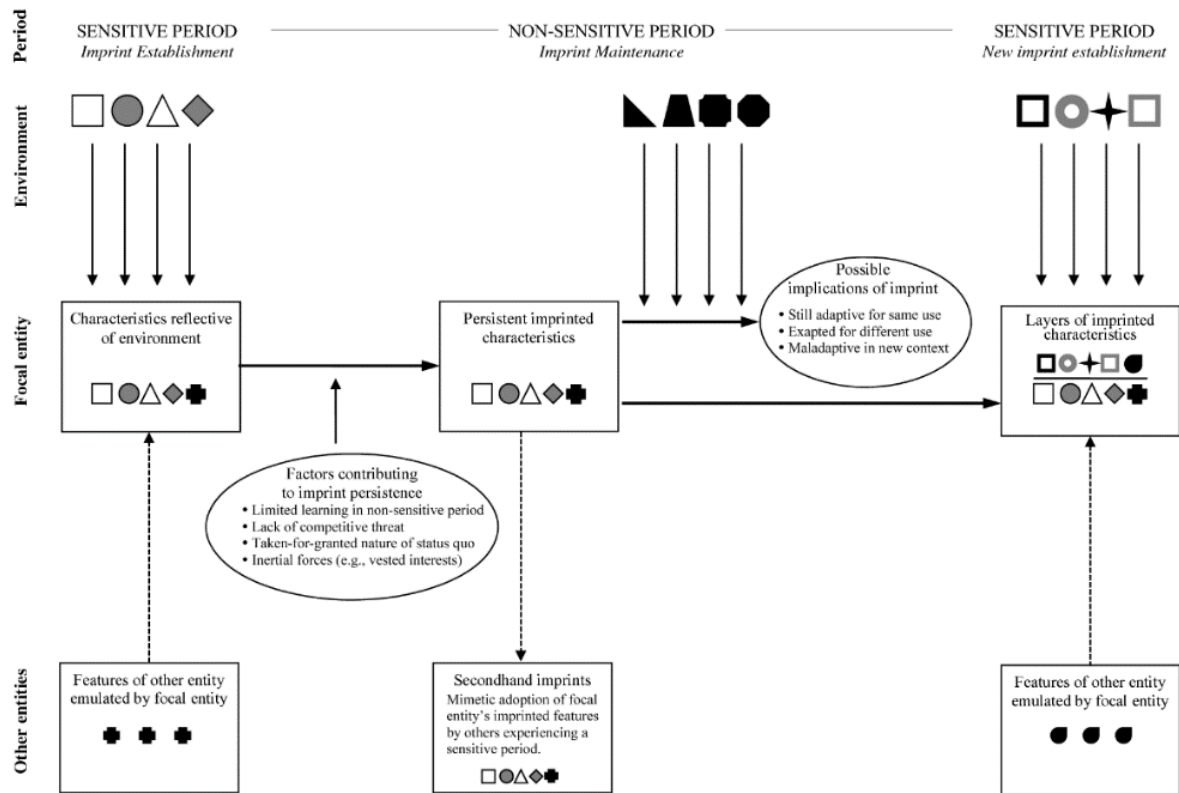 Period
SENSITIVE PERIOD
Imprint Establishment
NON-SENSITIVE PERIOD
Imprint Maintenance
SENSITIVE PERIOD
New imprint establishment
Environment
Focal entity
Characteristics reflective
of environment
Persistent imprinted
characteristics
Possible
implications of imprint
• Still adaptive for same use
• Exapted for different use
• Maladaptive in new context
Layers of imprinted
characteristics
Factors contributing
to imprint persistence
• Limited learning in non-sensitive period
• Lack of competitive threat
• Taken-for-granted nature of status quo
• Inertial forces (e.g., vested interests)
Other entities
Features of other entity
emulated by focal entity
Secondhand imprints
Mimetic adoption of focal
entity's imprinted features
by others experiencing a
sensitive period.
Features of other entity
emulated by focal entity